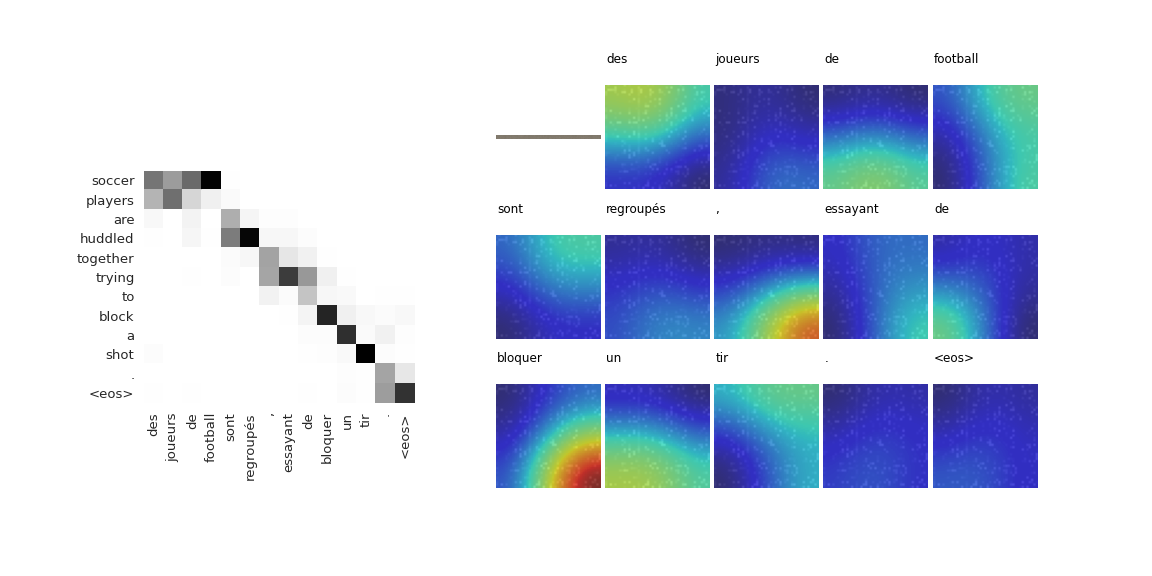 soccer
players
are
huddled
together
trying
to
block
a
shot
.
<eos>
des
joueurs
de
football
sont
regroupés
,
essayant
de
bloquer
un
tir
.
<eos>
des joueurs de football
sont regroupés , essayant de
bloquer un tir . <eos>